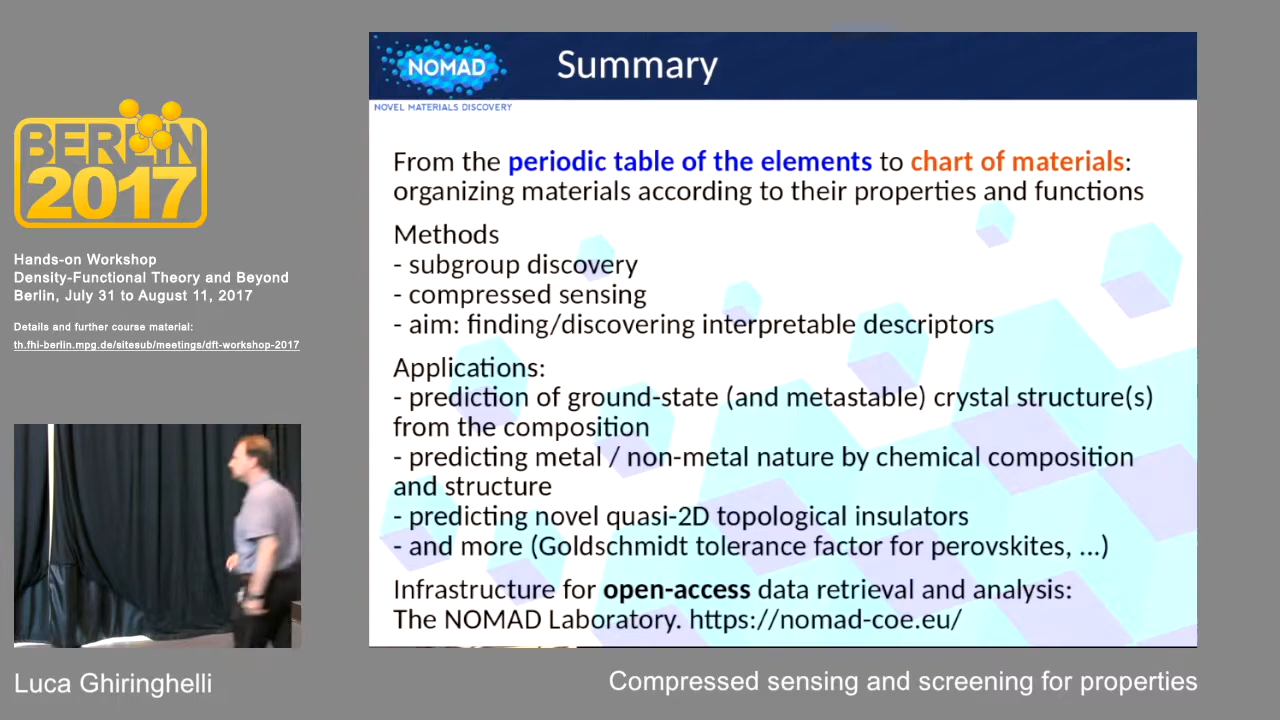 BERLIN
2017
Hands-on Workshop
Density-Functional Theory and Beyond
Berlin, July 31 to August 11, 2017
Details and further course material:
th.fhi-berlin.mpg.de/sitesub/meetings/dft-workshop-2017
Luca Ghiringhelli
NOMAD
NOVEL MATERIALS DISCOVERY
Summary
From the periodic table of the elements to chart of materials:
organizing materials according to their properties and functions
Methods
- subgroup discovery
- compressed sensing
- aim: finding/discovering interpretable descriptors
Applications:
- prediction of ground-state (and metastable) crystal structure(s)
from the composition
- predicting metal / non-metal nature by chemical composition
and structure
- predicting novel quasi-2D topological insulators
- and more (Goldschmidt tolerance factor for perovskites, ...)
Infrastructure for open-access data retrieval and analysis:
The NOMAD Laboratory. https://nomad-coe.eu/
Compressed sensing and screening for properties